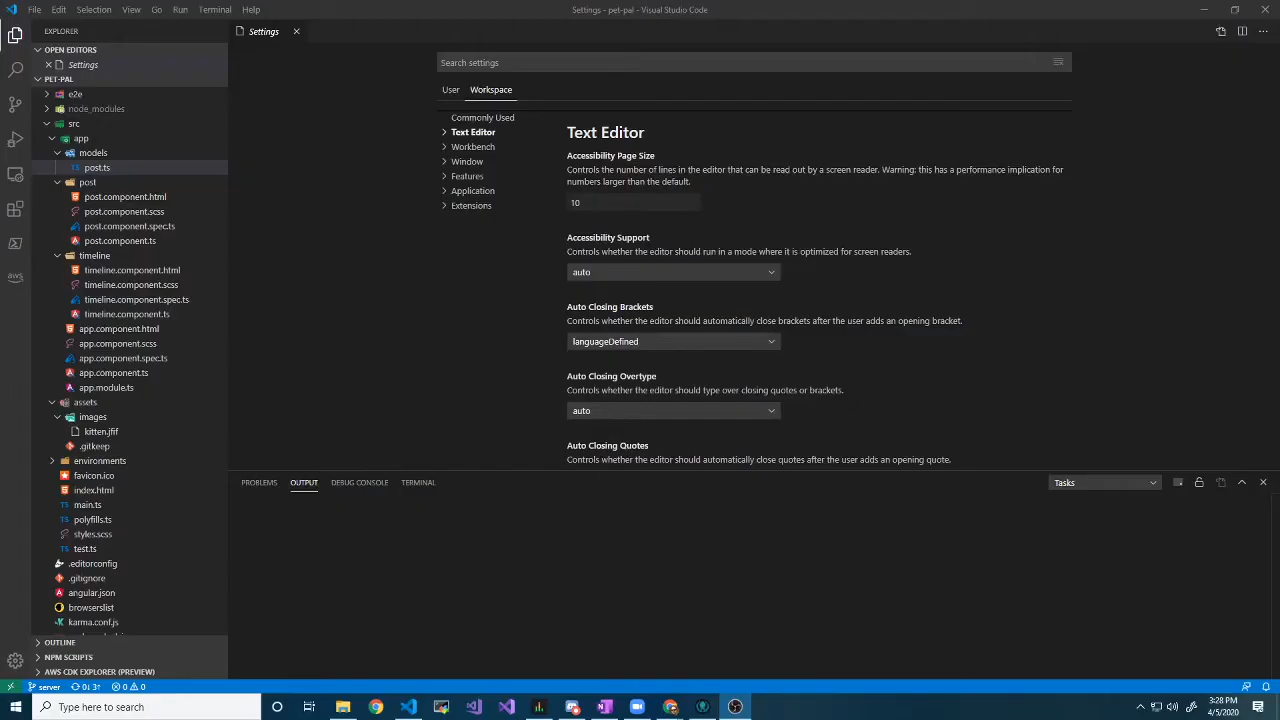 File Edit Selection View Go Run Terminal Help
Settings - pet-pal - Visual Studio Code
EXPLORER
Settings
OPEN EDITORS
Settings
PET-PAL
e2e
node_modules
src
app
models
post.ts
post
post.component.html
post.component.scss
post.component.spec.ts
post.component.ts
timeline
timeline.component.html
timeline.component.scss
timeline.component.spec.ts
timeline.component.ts
app.component.html
app.component.scss
app.component.spec.ts
app.component.ts
app.module.ts
assets
images
kitten.jfif
.gitkeep
environments
favicon.ico
index.html
main.ts
polyfills.ts
styles.scss
test.ts
.editorconfig
.gitignore
angular.json
browserslist
karma.conf.js
OUTLINE
NPM SCRIPTS
AWS CDK EXPLORER (PREVIEW)
aws
Search settings
User Workspace
Commonly Used
Text Editor
Workbench
Window
Features
Application
Extensions
Text Editor
Accessibility Page Size
Controls the number of lines in the editor that can be read out by a screen reader. Warning: this has a performance implication for
numbers larger than the default.
10
Accessibility Support
Controls whether the editor should run in a mode where it is optimized for screen readers.
auto
Auto Closing Brackets
Controls whether the editor should automatically close brackets after the user adds an opening bracket.
languageDefined
Auto Closing Overtype
Controls whether the editor should type over closing quotes or brackets.
auto
Auto Closing Quotes
Controls whether the editor should automatically close quotes after the user adds an opening quote.
PROBLEMS OUTPUT DEBUG CONSOLE TERMINAL
Tasks
server 0↓ 3↑ 0 0
Type here to search
3:28 PM
4/5/2020